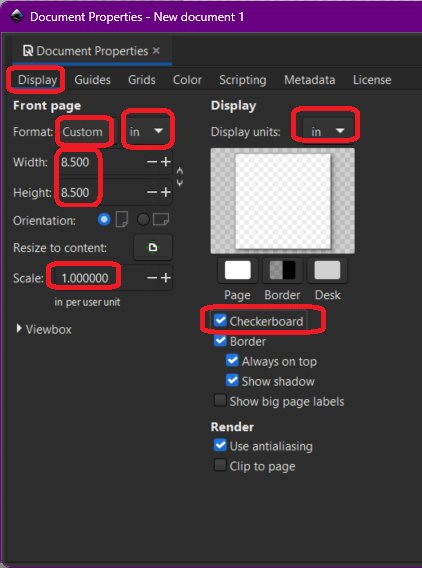 Document Properties - New document 1
Document Properties ×
Display Guides Grids Color Scripting Metadata License
Front page
Format: Custom in
Width: 8.500
Height: 8.500
Orientation:
Resize to content:
Scale: 1.000000
in per user unit
Viewbox
Display
Display units: in
Page Border Desk
Checkerboard
Border
Always on top
Show shadow
Show big page labels
Render
Use antialiasing
Clip to page